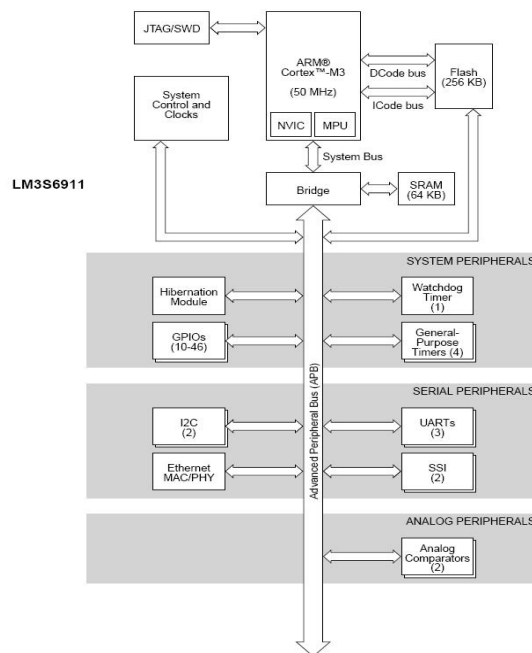 JTAG/SWD
ARM®
Cortex™-M3
(50 MHz)
NVIC
MPU
DCode bus
ICode bus
Flash
(256 KB)
System
Control and
Clocks
System Bus
LM3S6911
Bridge
SRAM
(64 KB)
SYSTEM PERIPHERALS
Hibernation
Module
Watchdog
Timer
(1)
GPIOs
(10-46)
General-
Purpose
Timers (4)
Advanced Peripheral Bus (APB)
SERIAL PERIPHERALS
I2C
(2)
UARTs
(3)
Ethernet
MAC/PHY
SSI
(2)
ANALOG PERIPHERALS
Analog
Comparators
(2)